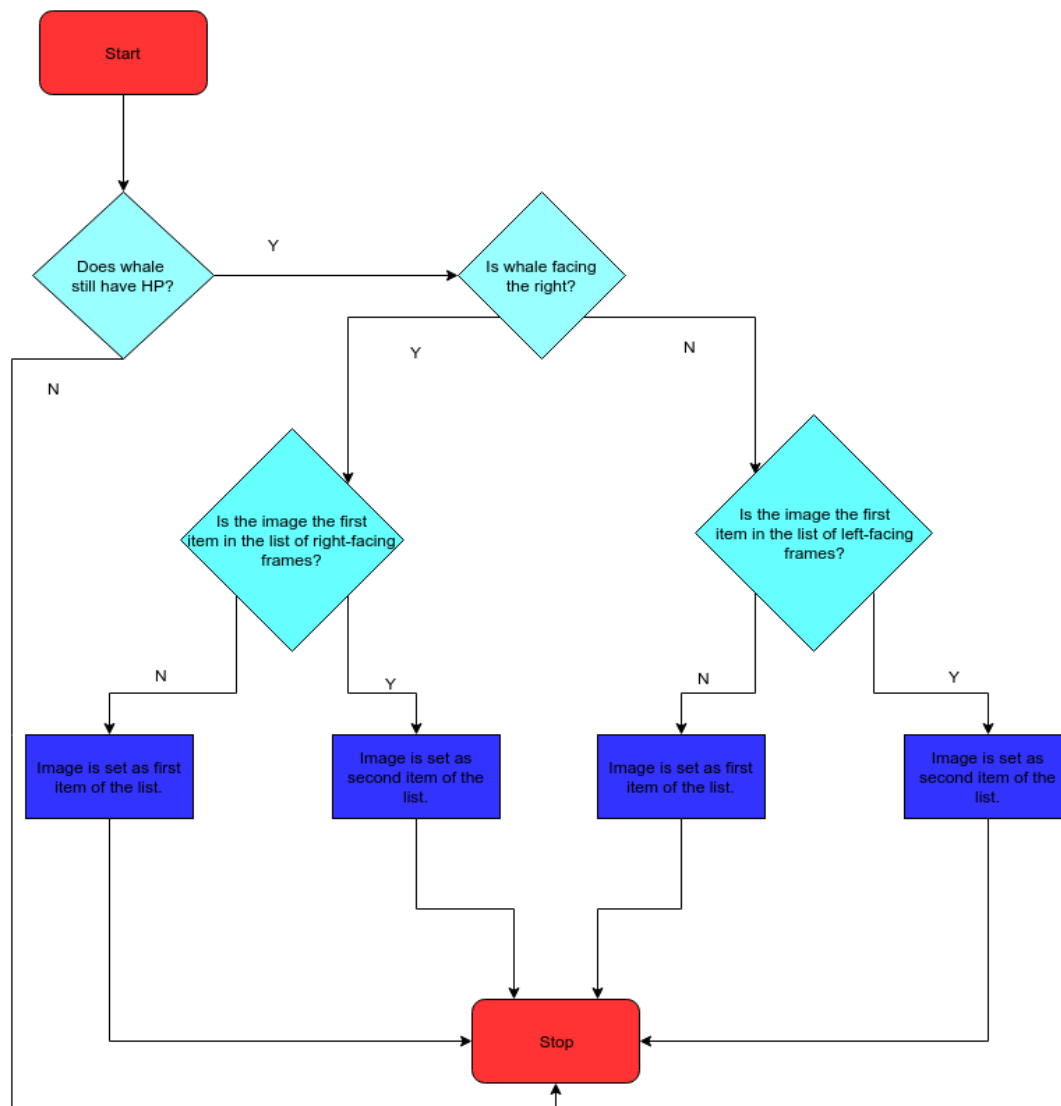 Start
Does whale
still have HP?
Y
Is whale facing
the right?
N
Y
N
Is the image the first
item in the list of right-facing
frames?
Is the image the first
item in the list of left-facing
frames?
N
Y
N
Y
Image is set as first
item of the list.
Image is set as
second item of the
list.
Image is set as first
item of the list.
Image is set as
second item of the
list.
Stop